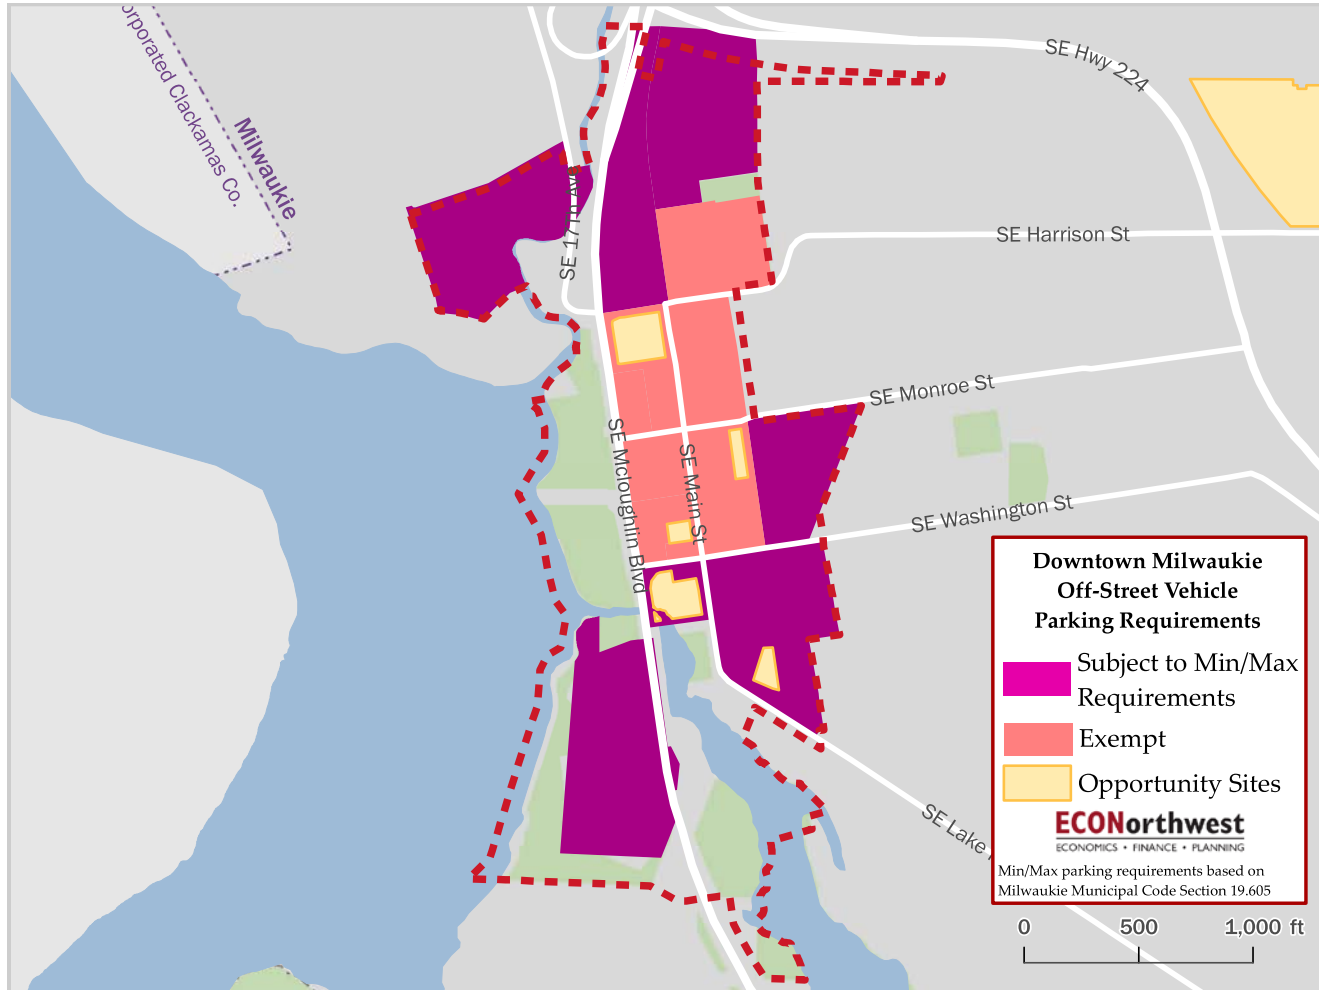 orporated Clackamas Co.
Milwaukie
SE Hwy 224
SE 17Th Ave
SE Harrison St
SE Monroe St
SE Mcloughlin Blvd
SE Main St
SE Washington St
SE Lake
Downtown Milwaukie
Off-Street Vehicle
Parking Requirements
Subject to Min/Max
Requirements
Exempt
Opportunity Sites
ECONorthwest
ECONOMICS • FINANCE • PLANNING
Min/Max parking requirements based on
Milwaukie Municipal Code Section 19.605
0 500 1,000 ft